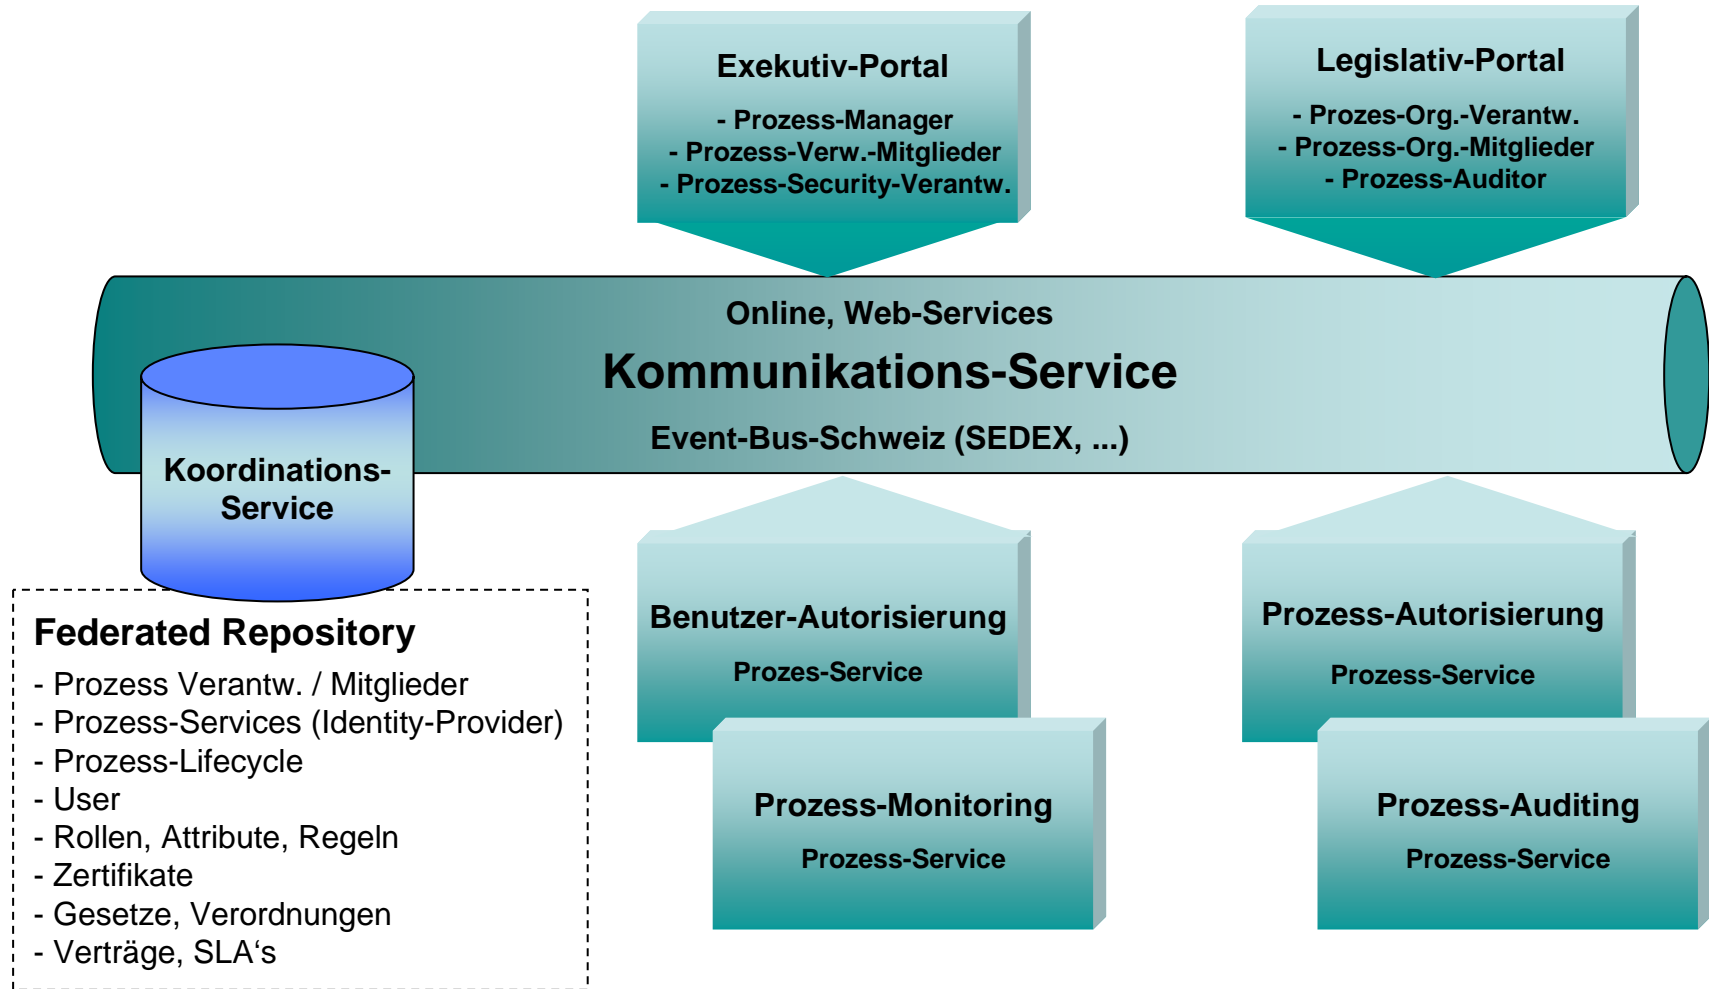 Exekutiv-Portal
- Prozess-Manager
- Prozess-Verw.-Mitglieder
- Prozess-Security-Verantw.
Legislativ-Portal
- Prozes-Org.-Verantw.
- Prozess-Org.-Mitglieder
- Prozess-Auditor
Online, Web-Services
Kommunikations-Service
Event-Bus-Schweiz (SEDEX, ...)
Koordinations-
Service
Federated Repository
- Prozess Verantw. / Mitglieder
- Prozess-Services (Identity-Provider)
- Prozess-Lifecycle
- User
- Rollen, Attribute, Regeln
- Zertifikate
- Gesetze, Verordnungen
- Verträge, SLA‘s
Benutzer-Autorisierung
Prozes-Service
Prozess-Monitoring
Prozess-Service
Prozess-Autorisierung
Prozess-Service
Prozess-Auditing
Prozess-Service